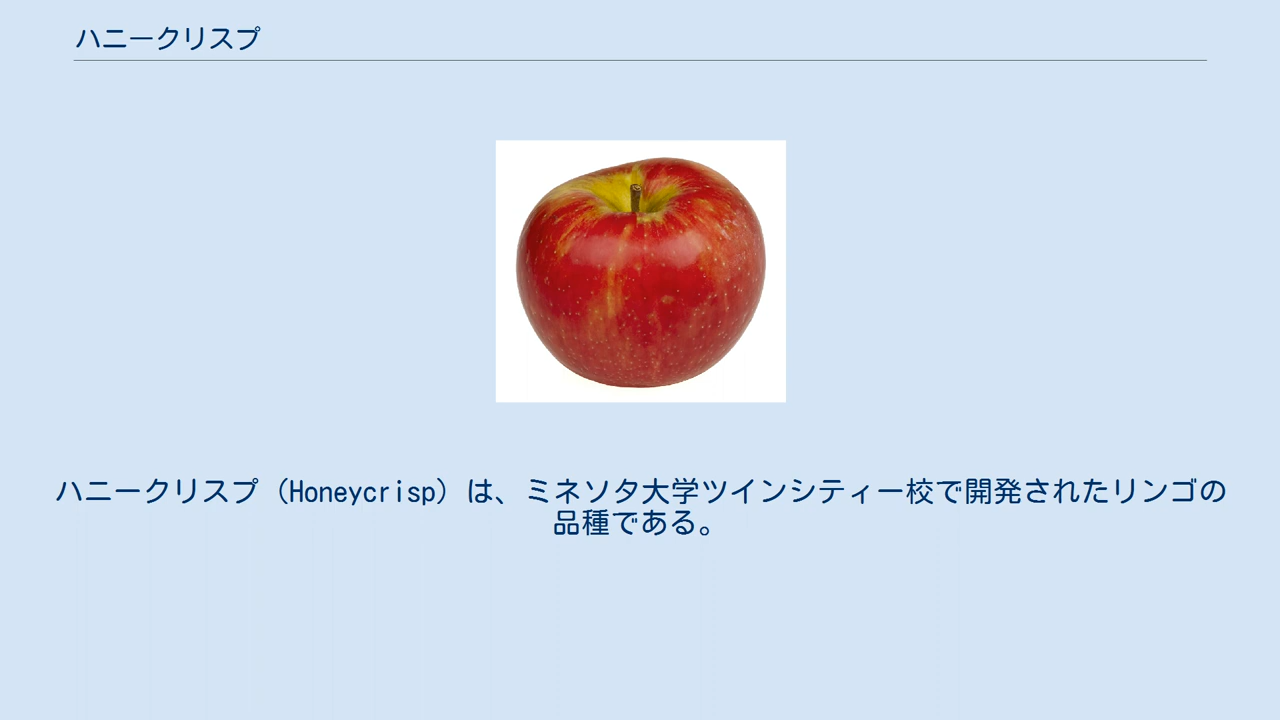 ハニークリスプ
ハニークリスプ（Honeycrisp）は、ミネソタ大学ツインシティー校で開発されたリンゴの
品種である。